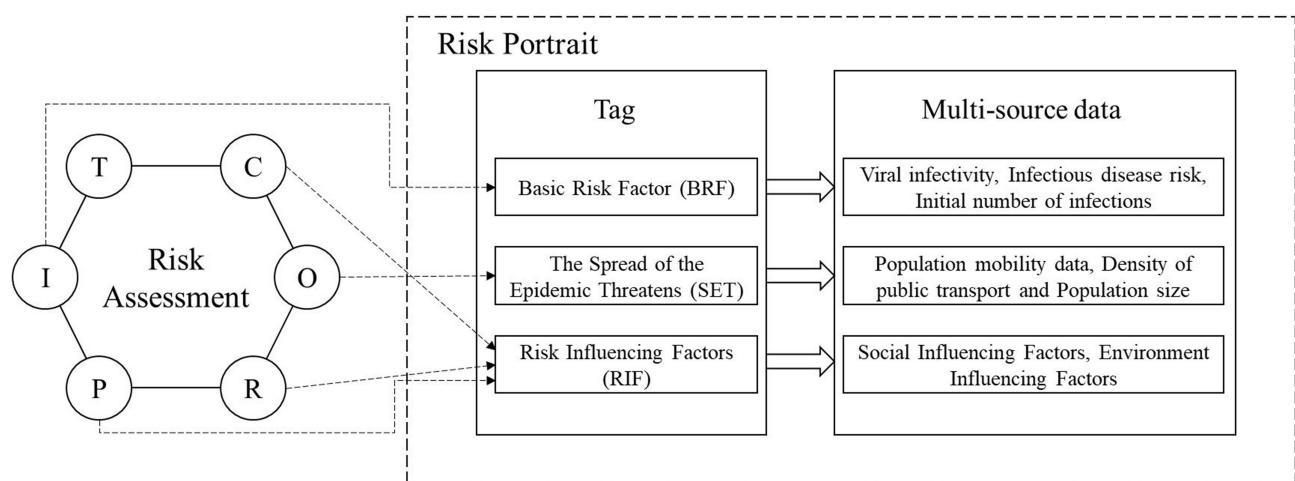 Risk Portrait
Tag
Multi-source data
T
C
I
O
P
R
Risk
Assessment
Basic Risk Factor (BRF)
Viral infectivity, Infectious disease risk,
Initial number of infections
The Spread of the
Epidemic Threatens (SET)
Population mobility data, Density of
public transport and Population size
Risk Influencing Factors
(RIF)
Social Influencing Factors, Environment
Influencing Factors